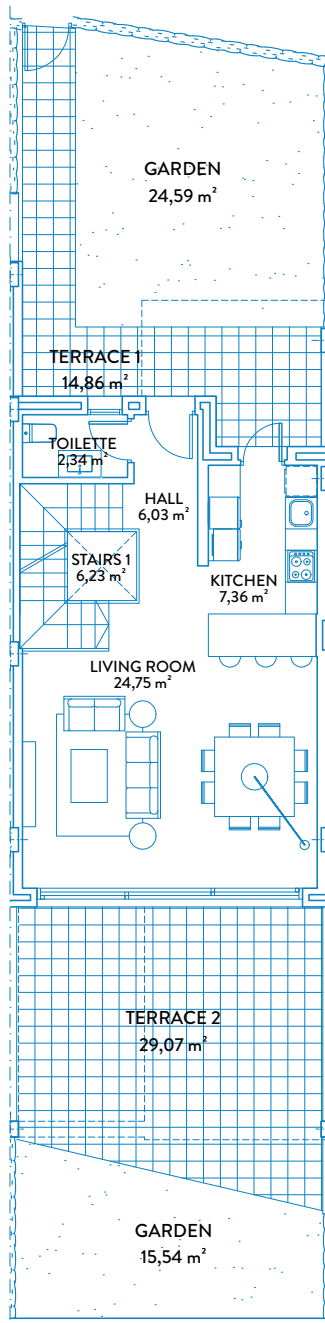 GARDEN
24,59 m²
TERRACE 1
14,86 m²
TOILETTE
2,34 m²
HALL
6,03 m²
STAIRS 1
6,23 m²
KITCHEN
7,36 m²
LIVING ROOM
24,75 m²
TERRACE 2
29,07 m²
GARDEN
15,54 m²